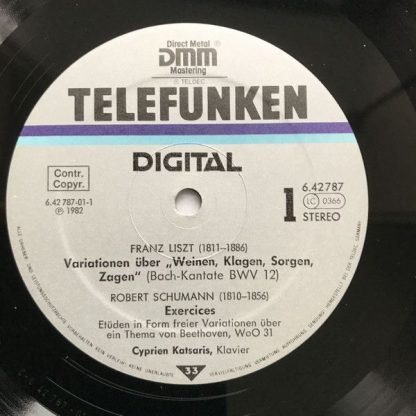 Direct Metal
DMM
Mastering
© TELDEC
TELEFUNKEN
DIGITAL
Contr.
Copyr.
6.42 787-01-1
℗ 1982
6.42787
LC 0366
1 STEREO
FRANZ LISZT (1811-1886)
Variationen über „Weinen, Klagen, Sorgen,
Zagen“ (Bach-Kantate BWV 12)
ROBERT SCHUMANN (1810-1856)
Exercices
Etüden in Form freier Variationen über
ein Thema von Beethoven, WoO 31
Cyprien Katsaris, Klavier
33